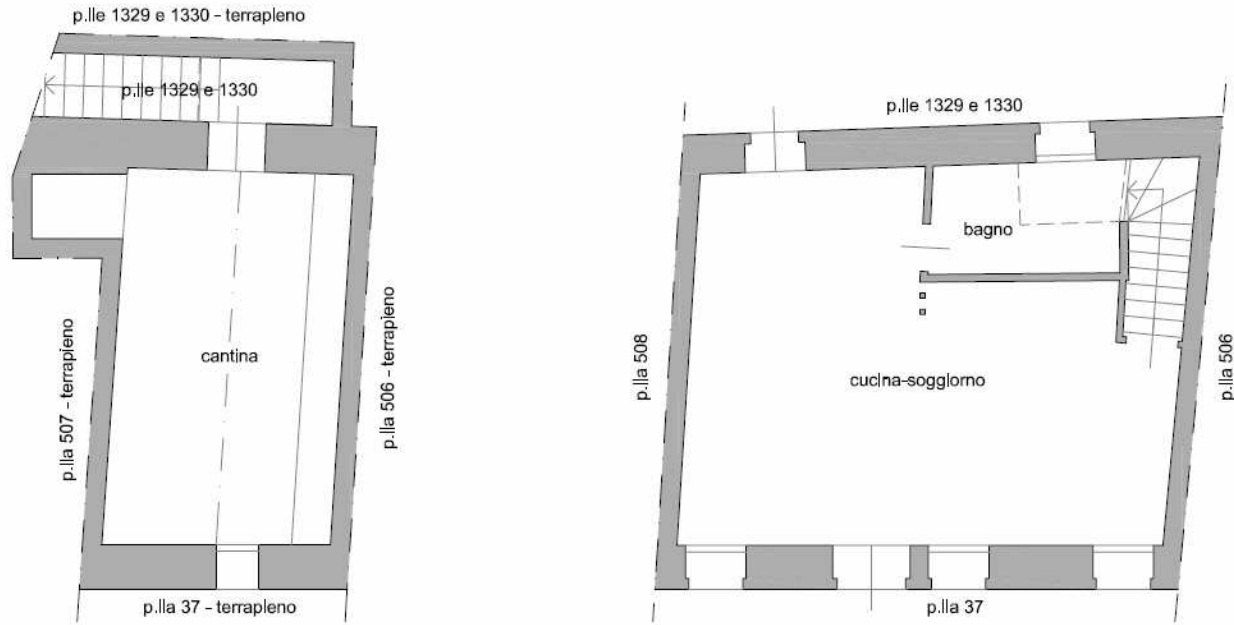 p.lle 1329 e 1330 - terrapieno
p.lle 1329 e 1330
cantina
p.lla 507 - terrapieno
p.lla 506 - terrapieno
p.lla 37 - terrapieno
p.lle 1329 e 1330
bagno
cucina-soggiorno
p.lla 508
p.lla 506
p.lla 37